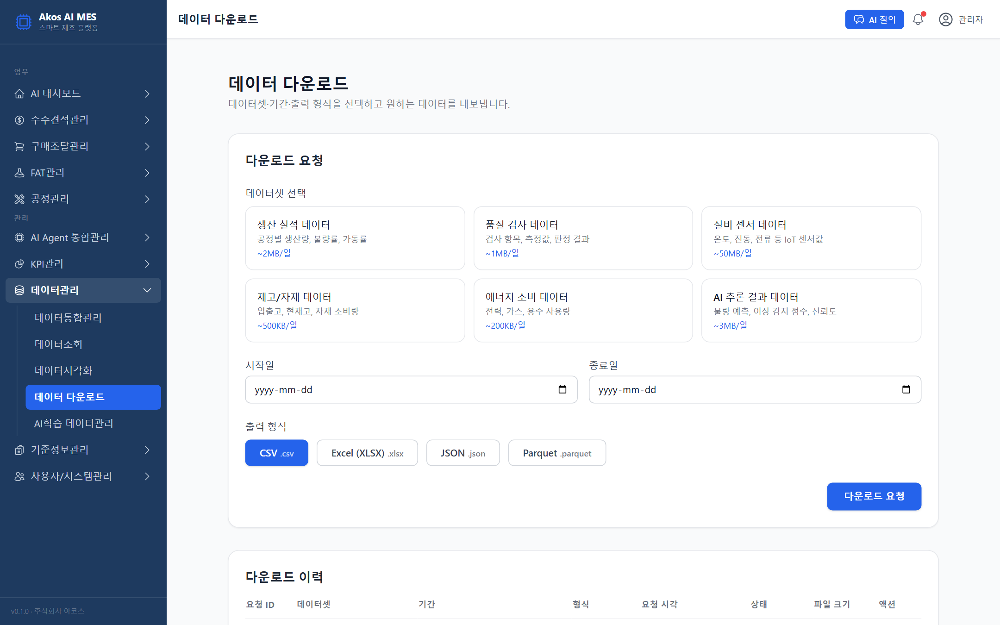 Akos AI MES
스마트 제조 플랫폼
업무
AI 대시보드
수주견적관리
구매조달관리
FAT관리
공정관리
관리
AI Agent 통합관리
KPI관리
데이터관리
데이터통합관리
데이터조회
데이터시각화
데이터 다운로드
AI학습 데이터관리
기준정보관리
사용자/시스템관리
v0.1.0 · 주식회사 아코스
데이터 다운로드
AI 질의
관리자
데이터 다운로드
데이터셋·기간·출력 형식을 선택하고 원하는 데이터를 내보냅니다.
다운로드 요청
데이터셋 선택
생산 실적 데이터
공정별 생산량, 불량률, 가동률
~2MB/일
품질 검사 데이터
검사 항목, 측정값, 판정 결과
~1MB/일
설비 센서 데이터
온도, 진동, 전류 등 IoT 센서값
~50MB/일
재고/자재 데이터
입출고, 현재고, 자재 소비량
~500KB/일
에너지 소비 데이터
전력, 가스, 용수 사용량
~200KB/일
AI 추론 결과 데이터
불량 예측, 이상 감지 점수, 신뢰도
~3MB/일
시작일
yyyy-mm-dd
종료일
yyyy-mm-dd
출력 형식
CSV .csv
Excel (XLSX) .xlsx
JSON .json
Parquet .parquet
다운로드 요청
다운로드 이력
요청 ID 데이터셋 기간 형식 요청 시각 상태 파일 크기 액션